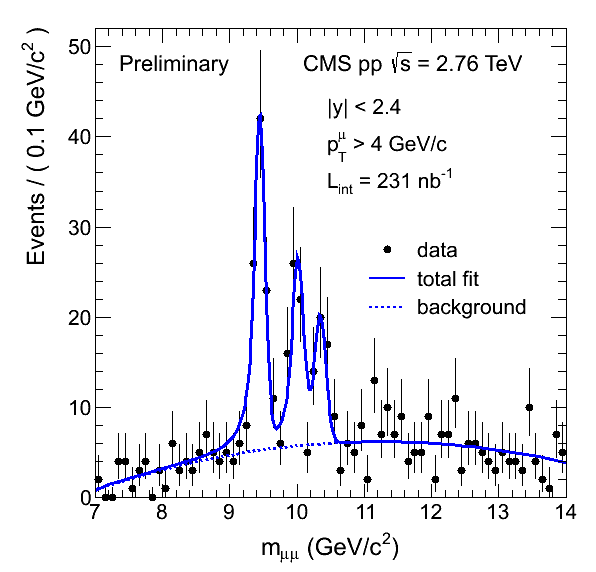 Preliminary
CMS pp √s = 2.76 TeV
|y| < 2.4
p_T^μ > 4 GeV/c
L_int = 231 nb^-1
data
total fit
background
Events / ( 0.1 GeV/c^2 )
50
40
30
20
10
0
7 8 9 10 11 12 13 14
m_μμ (GeV/c^2)